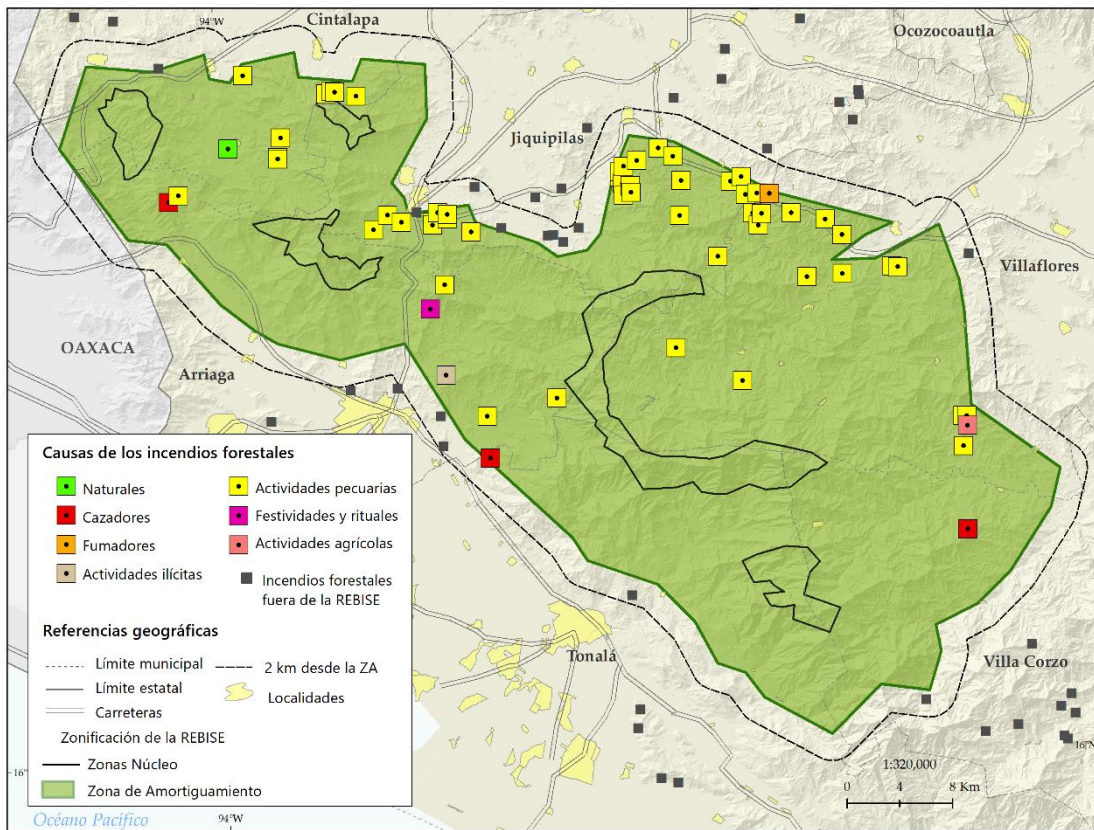 94°W
Cintalapa
Ocozocoautla
Jiquipilas
Villaflores
OAXACA
Arriaga
Causas de los incendios forestales
Naturales
Actividades pecuarias
Cazadores
Festividades y rituales
Fumadores
Actividades agrícolas
Actividades ilícitas
Incendios forestales
fuera de la REBISE
Referencias geográficas
Límite municipal
2 km desde la ZA
Límite estatal
Localidades
Carreteras
Zonificación de la REBISE
Zonas Núcleo
Zona de Amortiguamiento
Tonalá
Villa Corzo
16°N
16°
1:320,000
0 4 8 Km
Océano Pacífico
94°W